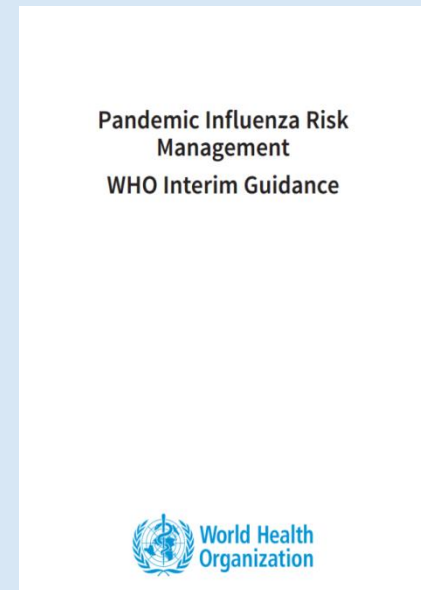 Pandemic Influenza Risk
Management
WHO Interim Guidance
World Health
Organization